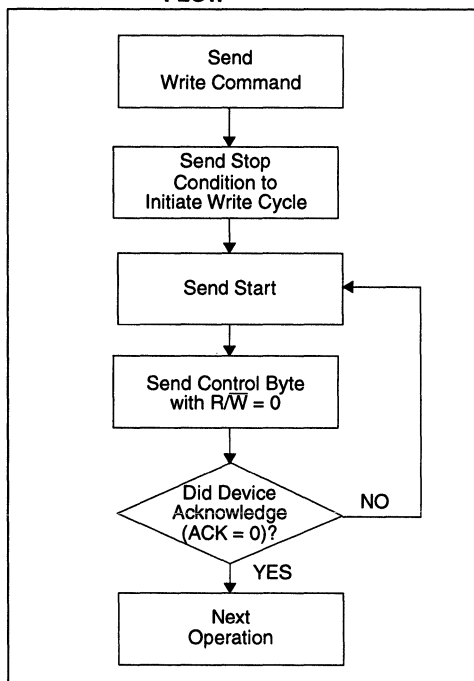 Send
Write Command
Send Stop
Condition to
Initiate Write Cycle
Send Start
Send Control Byte
with R/W̅ = 0
Did Device
Acknowledge
(ACK = 0)?
NO
YES
Next
Operation